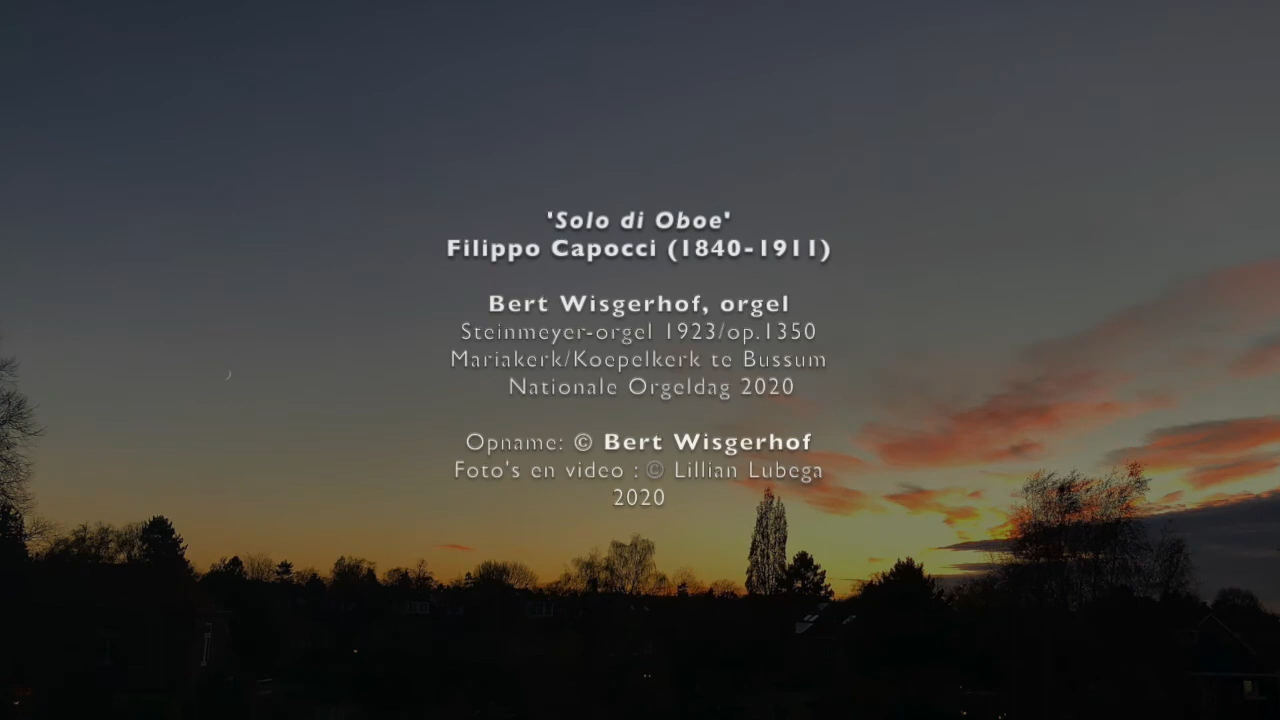 'Solo di Oboe'
Filippo Capocci (1840-1911)
Bert Wisgerhof, orgel
Steinmeyer-orgel 1923/op.1350
Mariakerk/Koepelkerk te Bussum
Nationale Orgeldag 2020
Opname: © Bert Wisgerhof
Foto's en video : © Lillian Lubega
2020